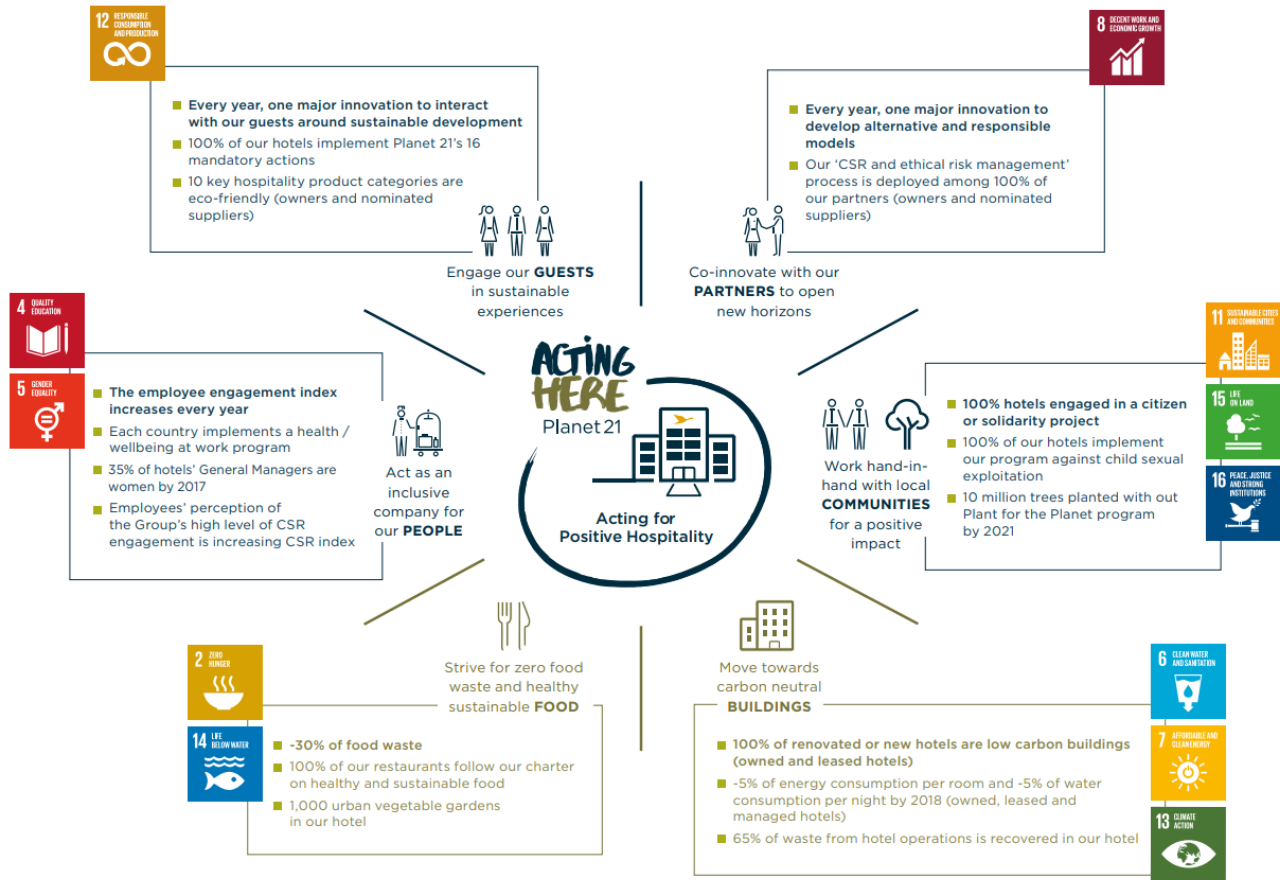 12 RESPONSIBLE
CONSUMPTION
AND PRODUCTION
Every year, one major innovation to interact
with our guests around sustainable development
100% of our hotels implement Planet 21's 16
mandatory actions
10 key hospitality product categories are
eco-friendly (owners and nominated
suppliers)
Engage our GUESTS
in sustainable
experiences
8 DECENT WORK AND
ECONOMIC GROWTH
Every year, one major innovation to
develop alternative and responsible
models
Our ‘CSR and ethical risk management’
process is deployed among 100% of
our partners (owners and nominated
suppliers)
Co-innovate with our
PARTNERS to open
new horizons
4 QUALITY
EDUCATION
5 GENDER
EQUALITY
The employee engagement index
increases every year
Each country implements a health /
wellbeing at work program
35% of hotels' General Managers are
women by 2017
Employees' perception of
the Group's high level of CSR
engagement is increasing CSR index
Act as an
inclusive
company for
our PEOPLE
ACTING
HERE
Planet 21
Acting for
Positive Hospitality
Work hand-in-
hand with local
COMMUNITIES
for a positive
impact
11 SUSTAINABLE CITIES
AND COMMUNITIES
15 LIFE
ON LAND
16 PEACE, JUSTICE
AND STRONG
INSTITUTIONS
100% hotels engaged in a citizen
or solidarity project
100% of our hotels implement
our program against child sexual
exploitation
10 million trees planted with out
Plant for the Planet program
by 2021
Strive for zero food
waste and healthy
sustainable FOOD
2 ZERO
HUNGER
14 LIFE
BELOW WATER
-30% of food waste
100% of our restaurants follow our charter
on healthy and sustainable food
1,000 urban vegetable gardens
in our hotel
Move towards
carbon neutral
BUILDINGS
6 CLEAN WATER
AND SANITATION
7 AFFORDABLE AND
CLEAN ENERGY
13 CLIMATE
ACTION
100% of renovated or new hotels are low carbon buildings
(owned and leased hotels)
-5% of energy consumption per room and -5% of water
consumption per night by 2018 (owned, leased and
managed hotels)
65% of waste from hotel operations is recovered in our hotel